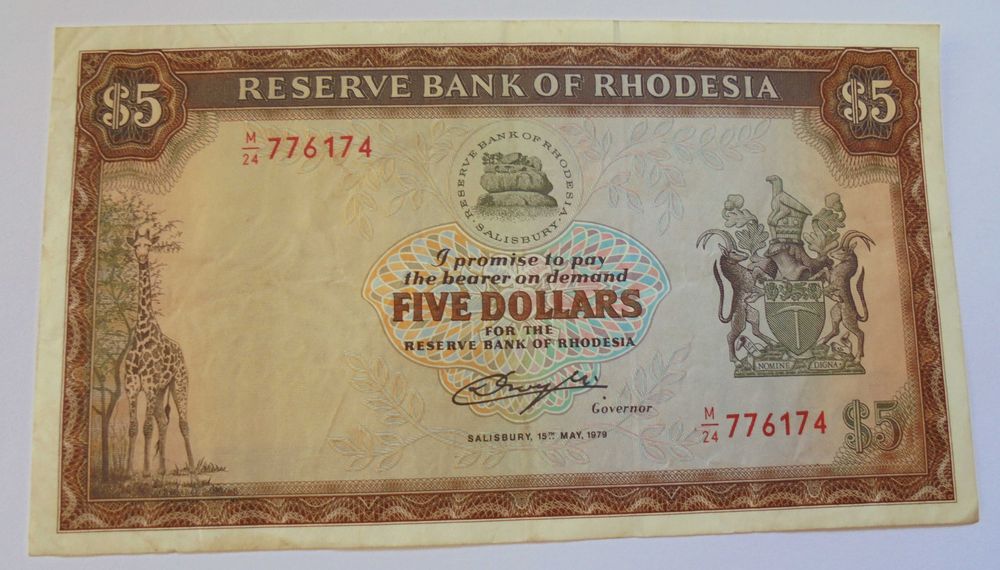 RESERVE BANK OF RHODESIA
$5
$5
M/24 776174
RESERVE BANK OF RHODESIA
· SALISBURY ·
I promise to pay
the bearer on demand
FIVE DOLLARS
FOR THE
RESERVE BANK OF RHODESIA
NOMINE DIGNA
Governor
M/24 776174
$5
SALISBURY, 15TH MAY, 1979